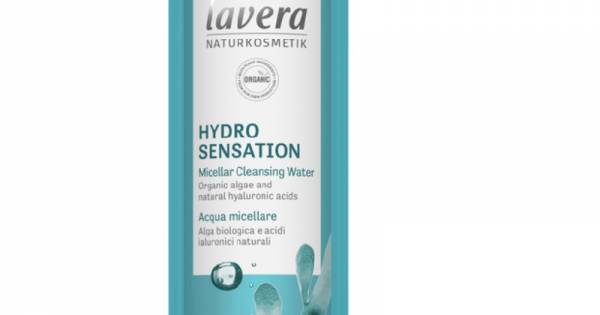 lavera
NATURKOSMETIK
ORGANIC
HYDRO
SENSATION
Micellar Cleansing Water
Organic algae and
natural hyaluronic acids
Acqua micellare
Alga biologica e acidi
ialuronici naturali